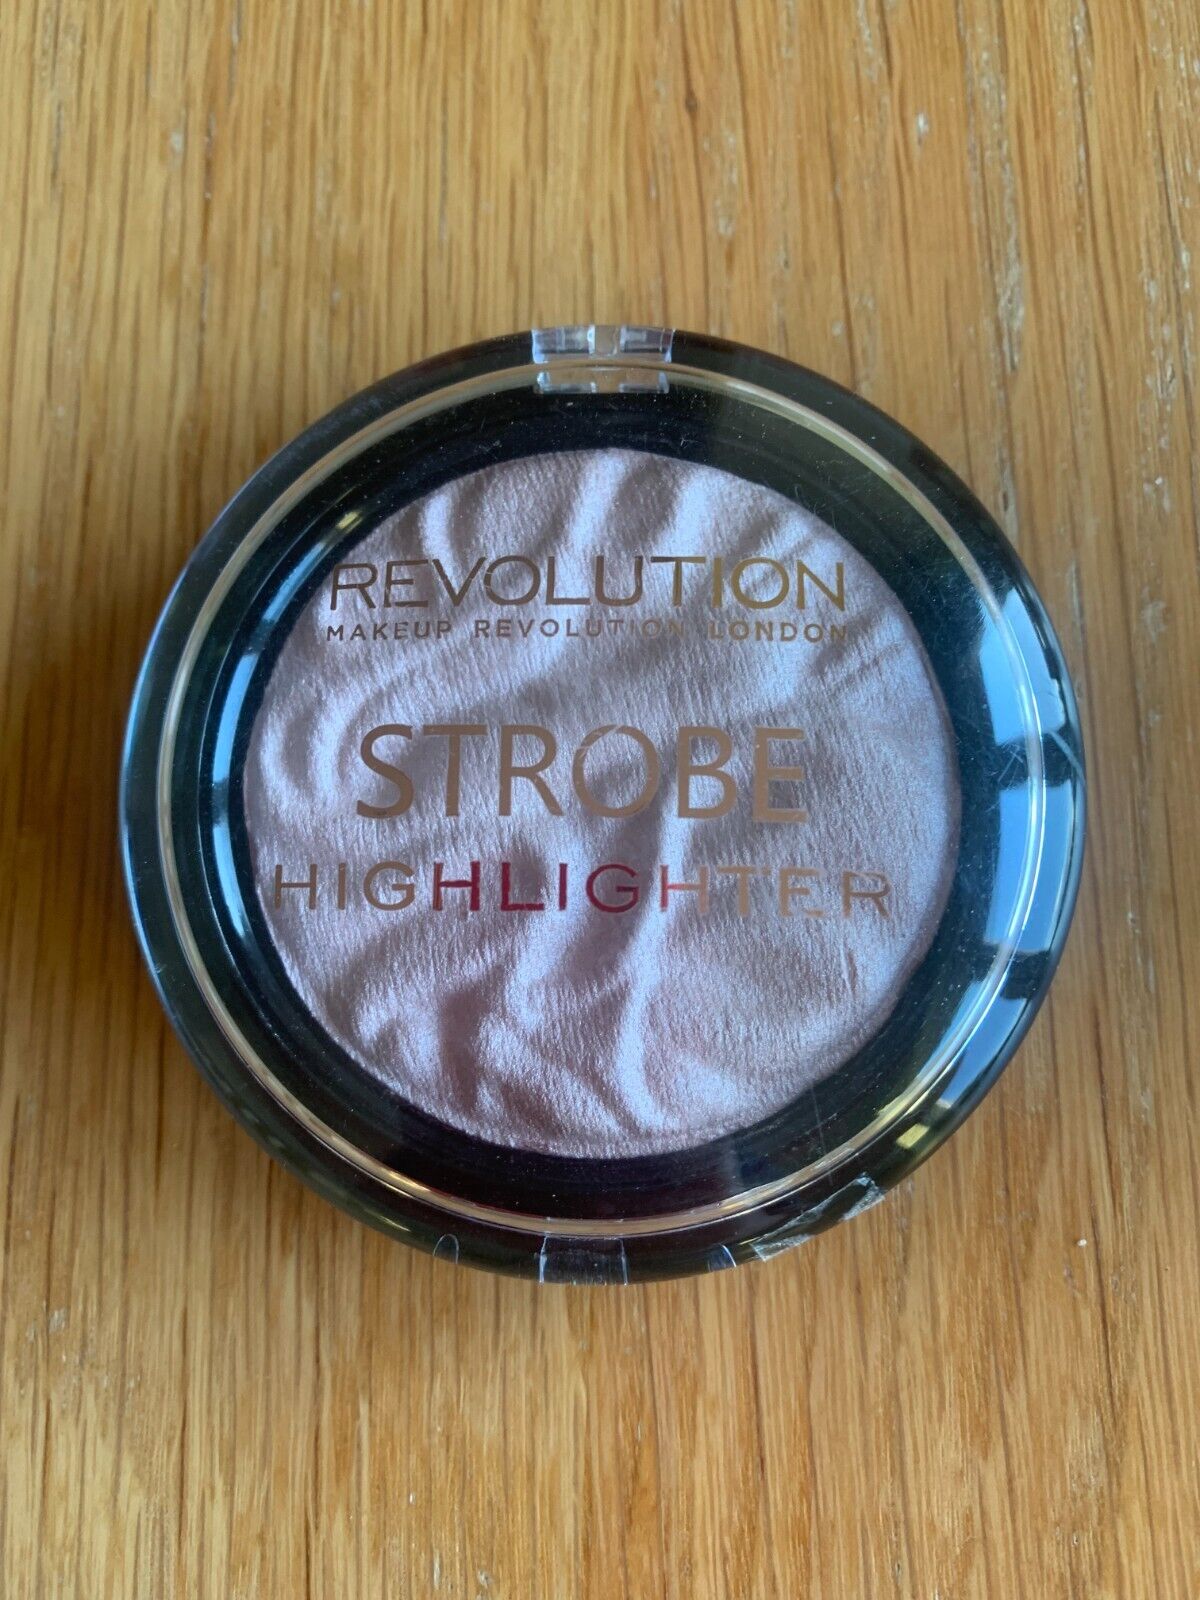 REVOLUTION
MAKEUP REVOLUTION LONDON
STROBE
HIGHLIGHTER